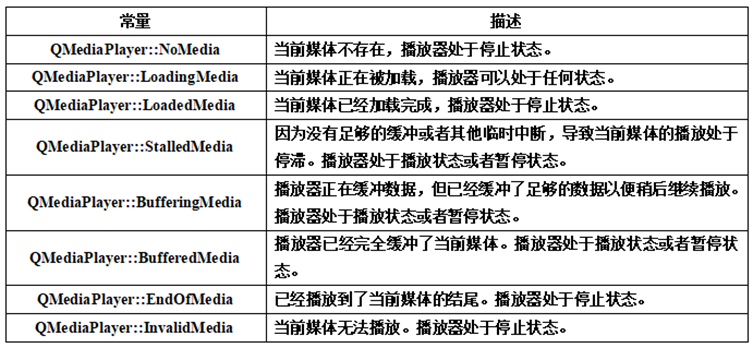 常量 描述
QMediaPlayer::NoMedia 当前媒体不存在，播放器处于停止状态。
QMediaPlayer::LoadingMedia 当前媒体正在被加载，播放器可以处于任何状态。
QMediaPlayer::LoadedMedia 当前媒体已经加载完成，播放器处于停止状态。
QMediaPlayer::StalledMedia 因为没有足够的缓冲或者其他临时中断，导致当前媒体的播放处于
停滞。播放器处于播放状态或者暂停状态。
QMediaPlayer::BufferingMedia 播放器正在缓冲数据，但已经缓冲了足够的数据以便稍后继续播放。
播放器处于播放状态或者暂停状态。
QMediaPlayer::BufferedMedia 播放器已经完全缓冲了当前媒体。播放器处于播放状态或者暂停状
态。
QMediaPlayer::EndOfMedia 已经播放到了当前媒体的结尾。播放器处于停止状态。
QMediaPlayer::InvalidMedia 当前媒体无法播放。播放器处于停止状态。